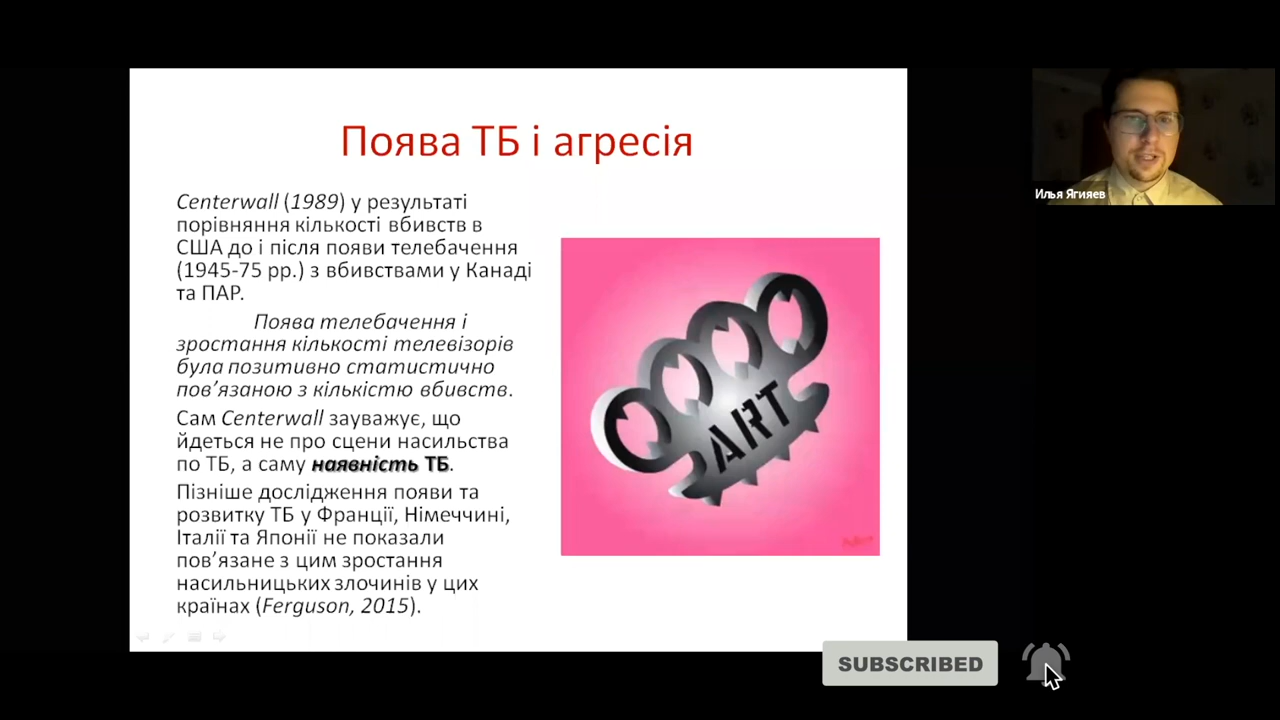 Поява ТБ і агресія
Centerwall (1989) у результаті
порівняння кількості вбивств в
США до і після появи телебачення
(1945-75 рр.) з вбивствами у Канаді
та ПАР.
Поява телебачення і
зростання кількості телевізорів
була позитивно статистично
пов’язаною з кількістю вбивств.
Сам Centerwall зауважує, що
йдеться не про сцени насильства
по ТБ, а саму наявність ТБ.
Пізніше дослідження появи та
розвитку ТБ у Франції, Німеччині,
Італії та Японії не показали
пов’язане з цим зростання
насильницьких злочинів у цих
країнах (Ferguson, 2015).
ART
Илья Ягияев
SUBSCRIBED